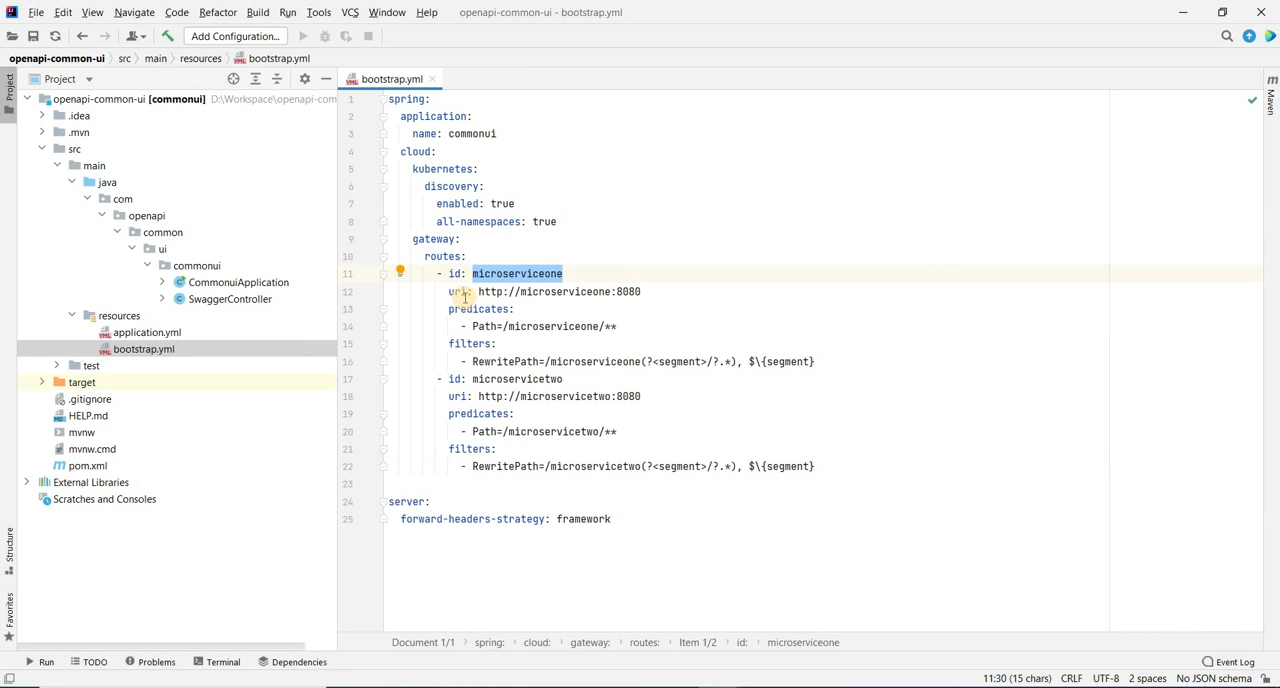 File Edit View Navigate Code Refactor Build Run Tools VCS Window Help openapi-common-ui - bootstrap.yml
Add Configuration...
openapi-common-ui src main resources bootstrap.yml
Project
bootstrap.yml
Project
Maven
openapi-common-ui [commonui] D:\Workspace\openapi-com
.idea
.mvn
src
main
java
com
openapi
common
ui
commonui
CommonuiApplication
SwaggerController
resources
application.yml
bootstrap.yml
test
target
.gitignore
HELP.md
mvnw
mvnw.cmd
pom.xml
External Libraries
Scratches and Consoles
Structure
Favorites
1 spring:
2 application:
3 name: commonui
4 cloud:
5 kubernetes:
6 discovery:
7 enabled: true
8 all-namespaces: true
9 gateway:
10 routes:
11 - id: microserviceone
12 uri: http://microserviceone:8080
13 predicates:
14 - Path=/microserviceone/**
15 filters:
16 - RewritePath=/microserviceone(?<segment>/?.*), $\{segment}
17 - id: microservicetwo
18 uri: http://microservicetwo:8080
19 predicates:
20 - Path=/microservicetwo/**
21 filters:
22 - RewritePath=/microservicetwo(?<segment>/?.*), $\{segment}
23
24 server:
25 forward-headers-strategy: framework
Document 1/1 spring: cloud: gateway: routes: Item 1/2 id: microserviceone
Run TODO Problems Terminal Dependencies Event Log
11:30 (15 chars) CRLF UTF-8 2 spaces No JSON schema